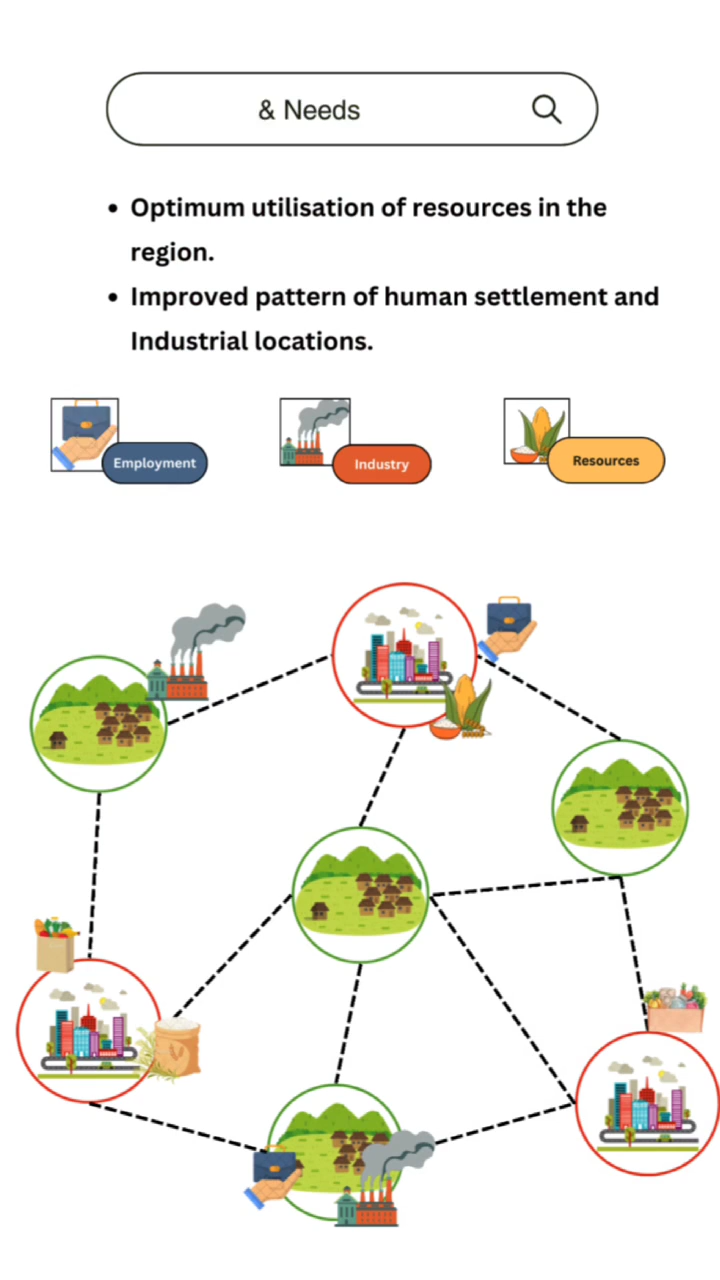 & Needs
• Optimum utilisation of resources in the
region.
• Improved pattern of human settlement and
Industrial locations.
Employment
Industry
Resources